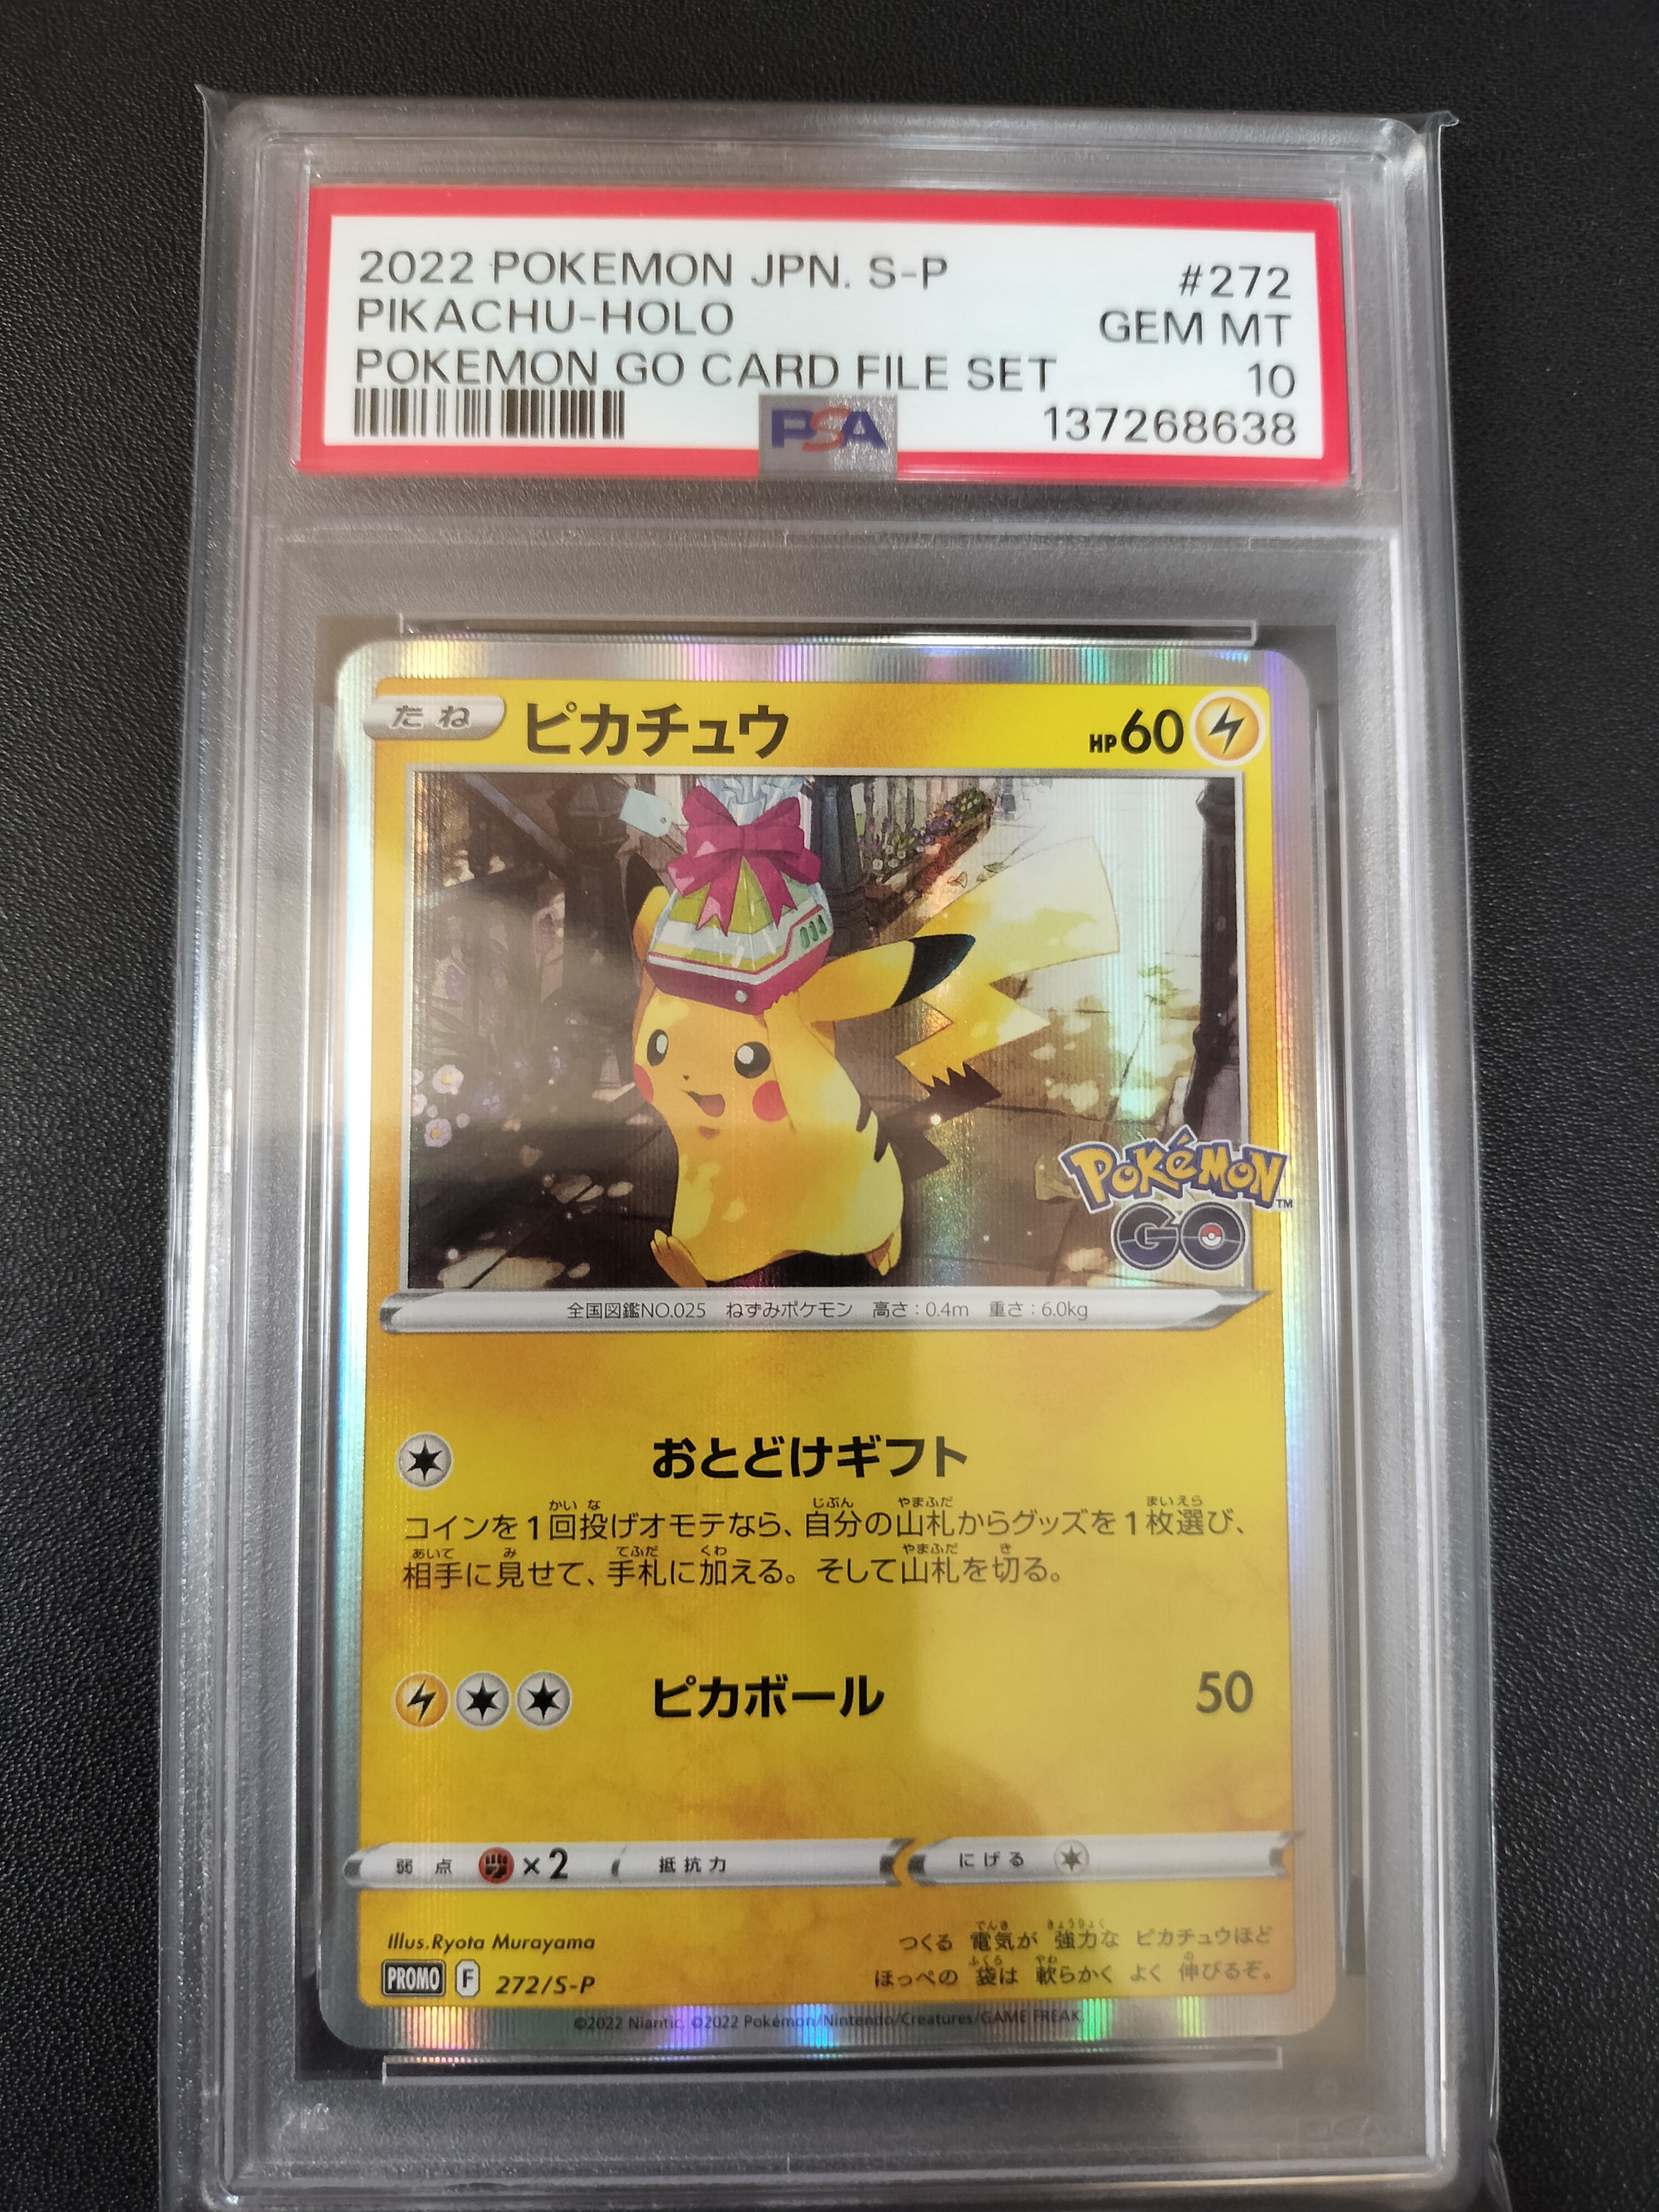 2022 POKEMON JPN. S-P #272
PIKACHU-HOLO GEM MT
POKEMON GO CARD FILE SET 10
PSA 137268638
たね ピカチュウ HP60
POKéMON™
GO
全国図鑑NO.025 ねずみポケモン 高さ:0.4m 重さ:6.0kg
おとどけギフト
コインを1回投げオモテなら、自分の山札からグッズを1枚選び、
相手に見せて、手札に加える。そして山札を切る。
ピカボール 50
弱点 ×2 抵抗力 にげる
Illus.Ryota Murayama
PROMO F 272/S-P
つくる 電気が 強力な ピカチュウほど
ほっぺの 袋は 軟らかく よく 伸びるぞ。
©2022 Niantic. ©2022 Pokémon/Nintendo/Creatures/GAME FREAK.